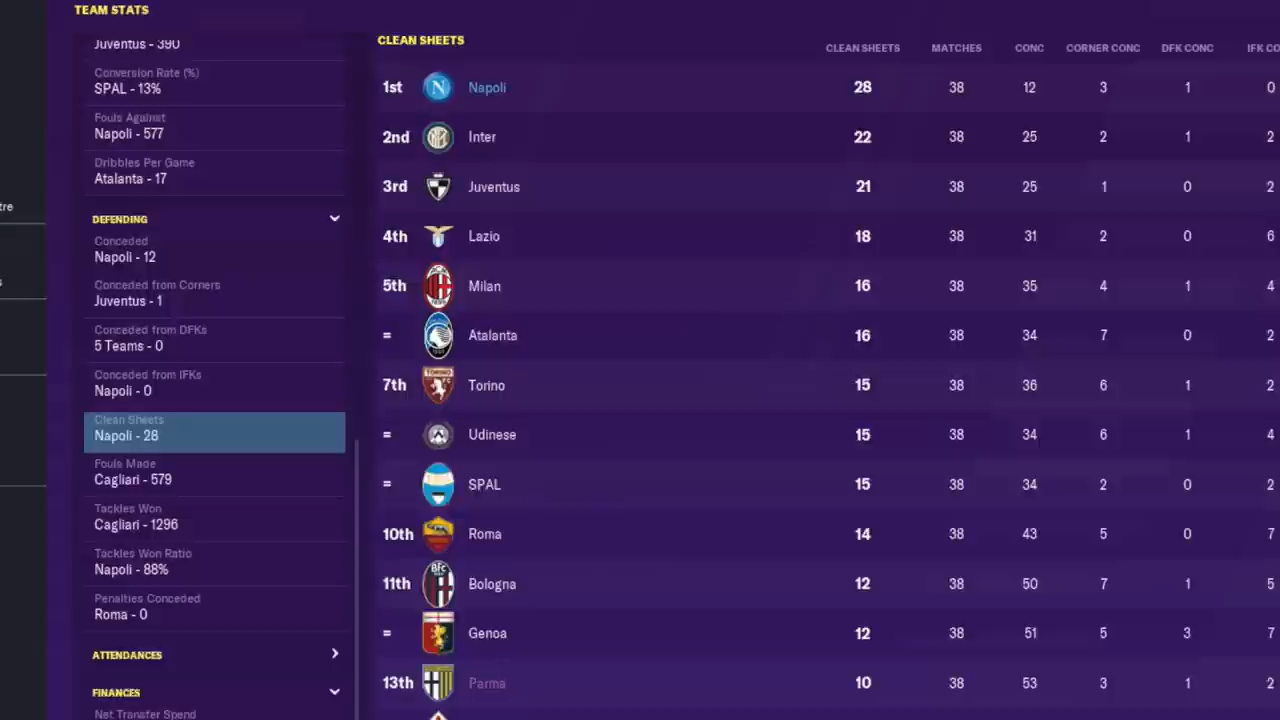 TEAM STATS
Juventus - 390
Conversion Rate (%)
SPAL - 13%
Fouls Against
Napoli - 577
Dribbles Per Game
Atalanta - 17
DEFENDING
Conceded
Napoli - 12
Conceded from Corners
Juventus - 1
Conceded from DFKs
5 Teams - 0
Conceded from IFKs
Napoli - 0
Clean Sheets
Napoli - 28
Fouls Made
Cagliari - 579
Tackles Won
Cagliari - 1296
Tackles Won Ratio
Napoli - 88%
Penalties Conceded
Roma - 0
ATTENDANCES
FINANCES
Net Transfer Spend
tre
s
CLEAN SHEETS
CLEAN SHEETS MATCHES CONC CORNER CONC DFK CONC IFK CO
1st Napoli 28 38 12 3 1 0
2nd Inter 22 38 25 2 1 2
3rd Juventus 21 38 25 1 0 2
4th Lazio 18 38 31 2 0 6
5th Milan 16 38 35 4 1 4
= Atalanta 16 38 34 7 0 2
7th Torino 15 38 36 6 1 2
= Udinese 15 38 34 6 1 4
= SPAL 15 38 34 2 0 2
10th Roma 14 38 43 5 0 7
11th Bologna 12 38 50 7 1 5
= Genoa 12 38 51 5 3 7
13th Parma 10 38 53 3 1 2